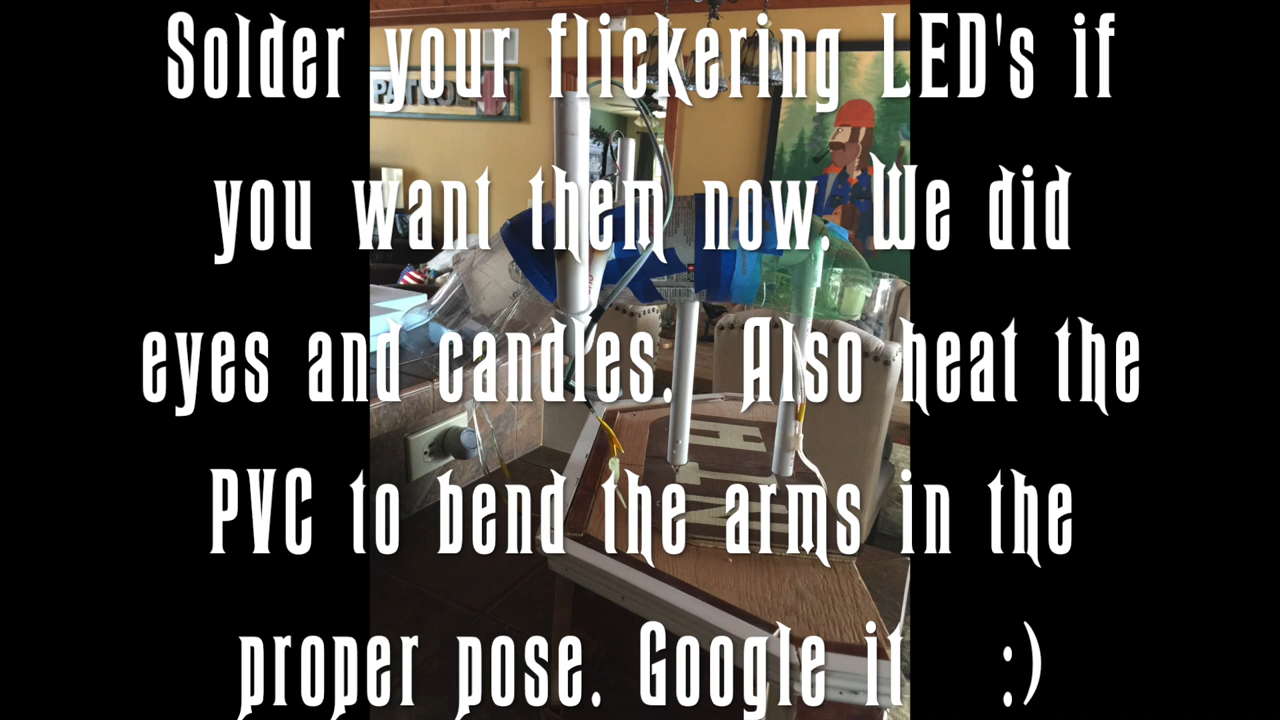 PATROL
Solder your flickering LED's if
you want them now. We did
eyes and candles. Also heat the
PVC to bend the arms in the
proper pose. Google it :)